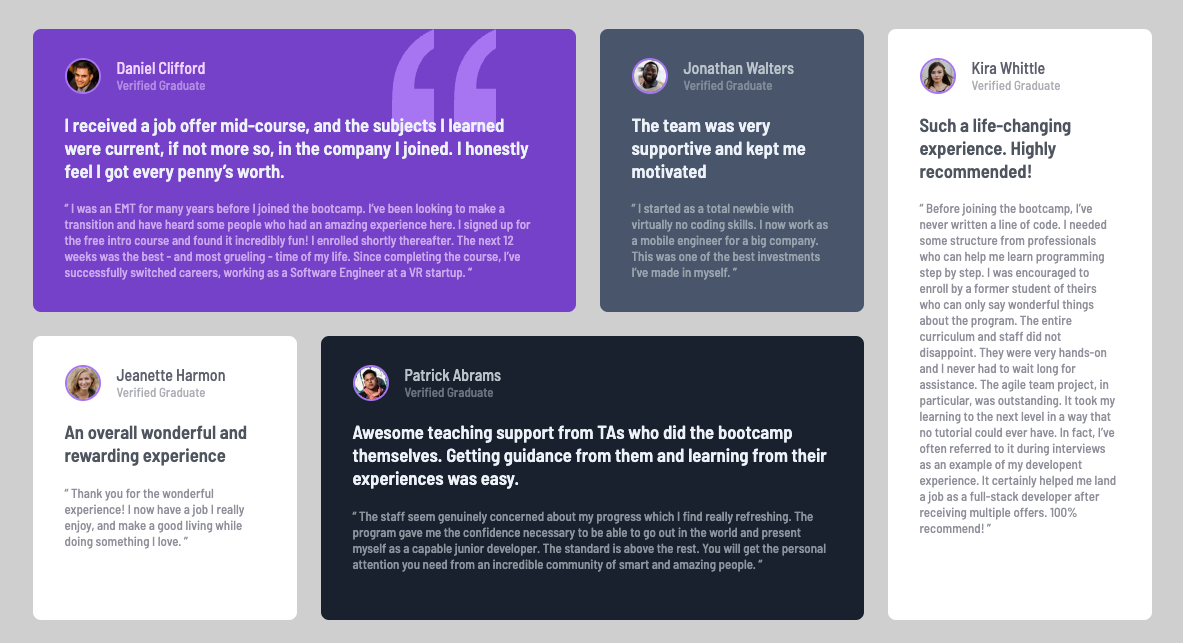 Daniel Clifford
Verified Graduate
I received a job offer mid-course, and the subjects I learned
were current, if not more so, in the company I joined. I honestly
feel I got every penny’s worth.
“ I was an EMT for many years before I joined the bootcamp. I’ve been looking to make a
transition and have heard some people who had an amazing experience here. I signed up for
the free intro course and found it incredibly fun! I enrolled shortly thereafter. The next 12
weeks was the best - and most grueling - time of my life. Since completing the course, I’ve
successfully switched careers, working as a Software Engineer at a VR startup. ”
Jonathan Walters
Verified Graduate
The team was very
supportive and kept me
motivated
“ I started as a total newbie with
virtually no coding skills. I now work as
a mobile engineer for a big company.
This was one of the best investments
I’ve made in myself. ”
Kira Whittle
Verified Graduate
Such a life-changing
experience. Highly
recommended!
“ Before joining the bootcamp, I’ve
never written a line of code. I needed
some structure from professionals
who can help me learn programming
step by step. I was encouraged to
enroll by a former student of theirs
who can only say wonderful things
about the program. The entire
curriculum and staff did not
disappoint. They were very hands-on
and I never had to wait long for
assistance. The agile team project, in
particular, was outstanding. It took my
learning to the next level in a way that
no tutorial could ever have. In fact, I’ve
often referred to it during interviews
as an example of my developent
experience. It certainly helped me land
a job as a full-stack developer after
receiving multiple offers. 100%
recommend! ”
Jeanette Harmon
Verified Graduate
An overall wonderful and
rewarding experience
“ Thank you for the wonderful
experience! I now have a job I really
enjoy, and make a good living while
doing something I love. ”
Patrick Abrams
Verified Graduate
Awesome teaching support from TAs who did the bootcamp
themselves. Getting guidance from them and learning from their
experiences was easy.
“ The staff seem genuinely concerned about my progress which I find really refreshing. The
program gave me the confidence necessary to be able to go out in the world and present
myself as a capable junior developer. The standard is above the rest. You will get the personal
attention you need from an incredible community of smart and amazing people. ”